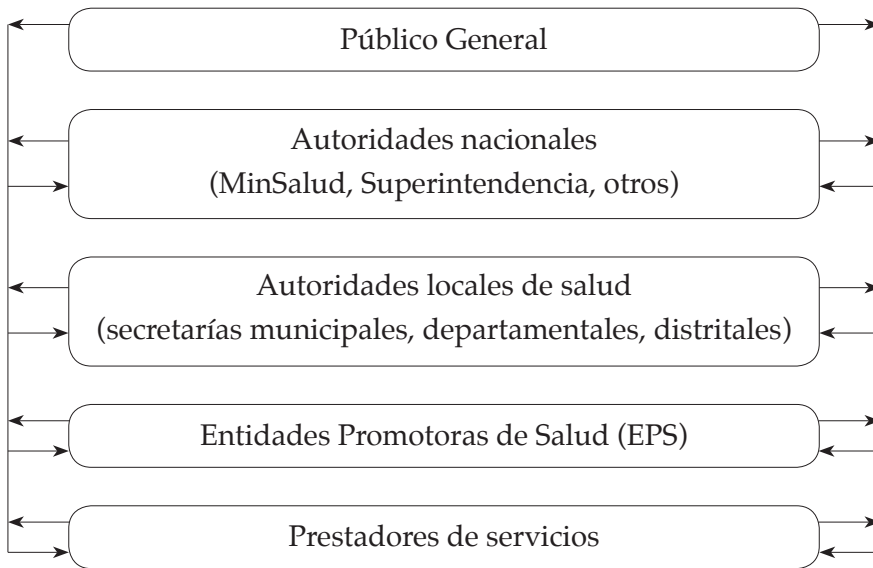 Público General
Autoridades nacionales
(MinSalud, Superintendencia, otros)
Autoridades locales de salud
(secretarías municipales, departamentales, distritales)
Entidades Promotoras de Salud (EPS)
Prestadores de servicios